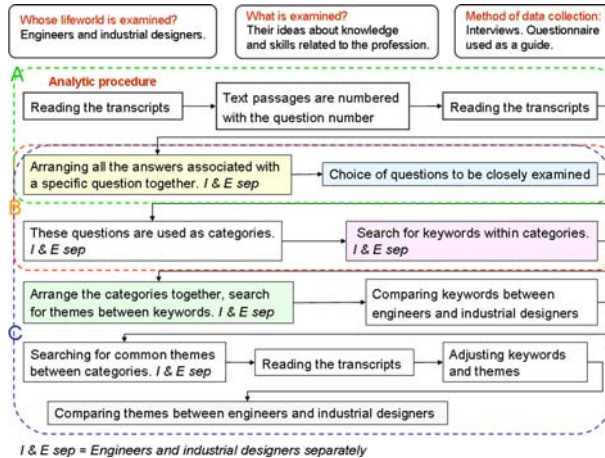 Whose lifeworld is examined?
Engineers and industrial designers.
What is examined?
Their ideas about knowledge
and skills related to the profession.
Method of data collection:
Interviews. Questionnaire
used as a guide.
A
Analytic procedure
Reading the transcripts
Text passages are numbered
with the question number
Reading the transcripts
Arranging all the answers associated with
a specific question together. I & E sep
Choice of questions to be closely examined
B
These questions are used as categories.
I & E sep
Search for keywords within categories.
I & E sep
Arrange the categories together, search
for themes between keywords. I & E sep
Comparing keywords between
engineers and industrial designers
C
Searching for common themes
between categories. I & E sep
Reading the transcripts
Adjusting keywords
and themes
Comparing themes between engineers and industrial designers
I & E sep = Engineers and industrial designers separately